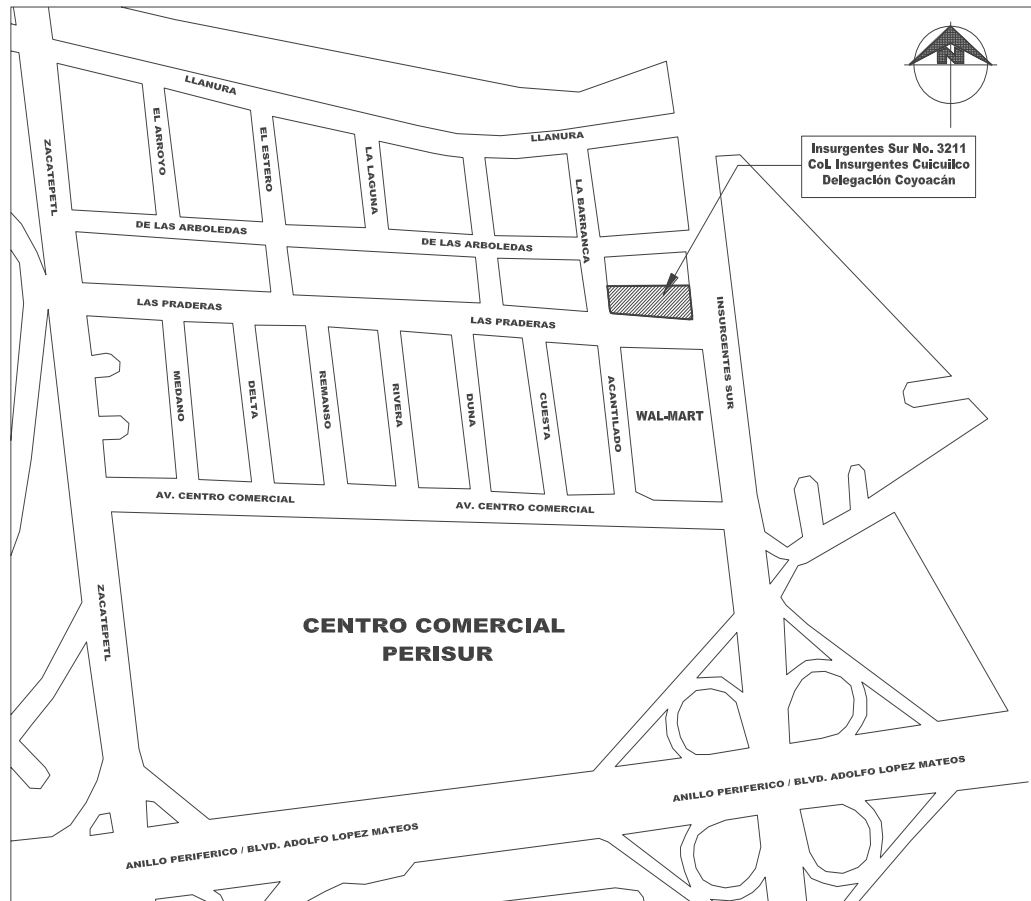 N
LLANURA
LLANURA
Insurgentes Sur No. 3211
Col. Insurgentes Cuicuilco
Delegación Coyoacán
ZACATEPETL
EL ARROYO
EL ESTERO
LA LAGUNA
LA BARRANCA
DE LAS ARBOLEDAS
DE LAS ARBOLEDAS
LAS PRADERAS
LAS PRADERAS
INSURGENTES SUR
MEDANO
DELTA
REMANSO
RIVERA
DUNA
CUESTA
ACANTILADO
WAL-MART
AV. CENTRO COMERCIAL
AV. CENTRO COMERCIAL
ZACATEPETL
CENTRO COMERCIAL
PERISUR
ANILLO PERIFERICO / BLVD. ADOLFO LOPEZ MATEOS
ANILLO PERIFERICO / BLVD. ADOLFO LOPEZ MATEOS